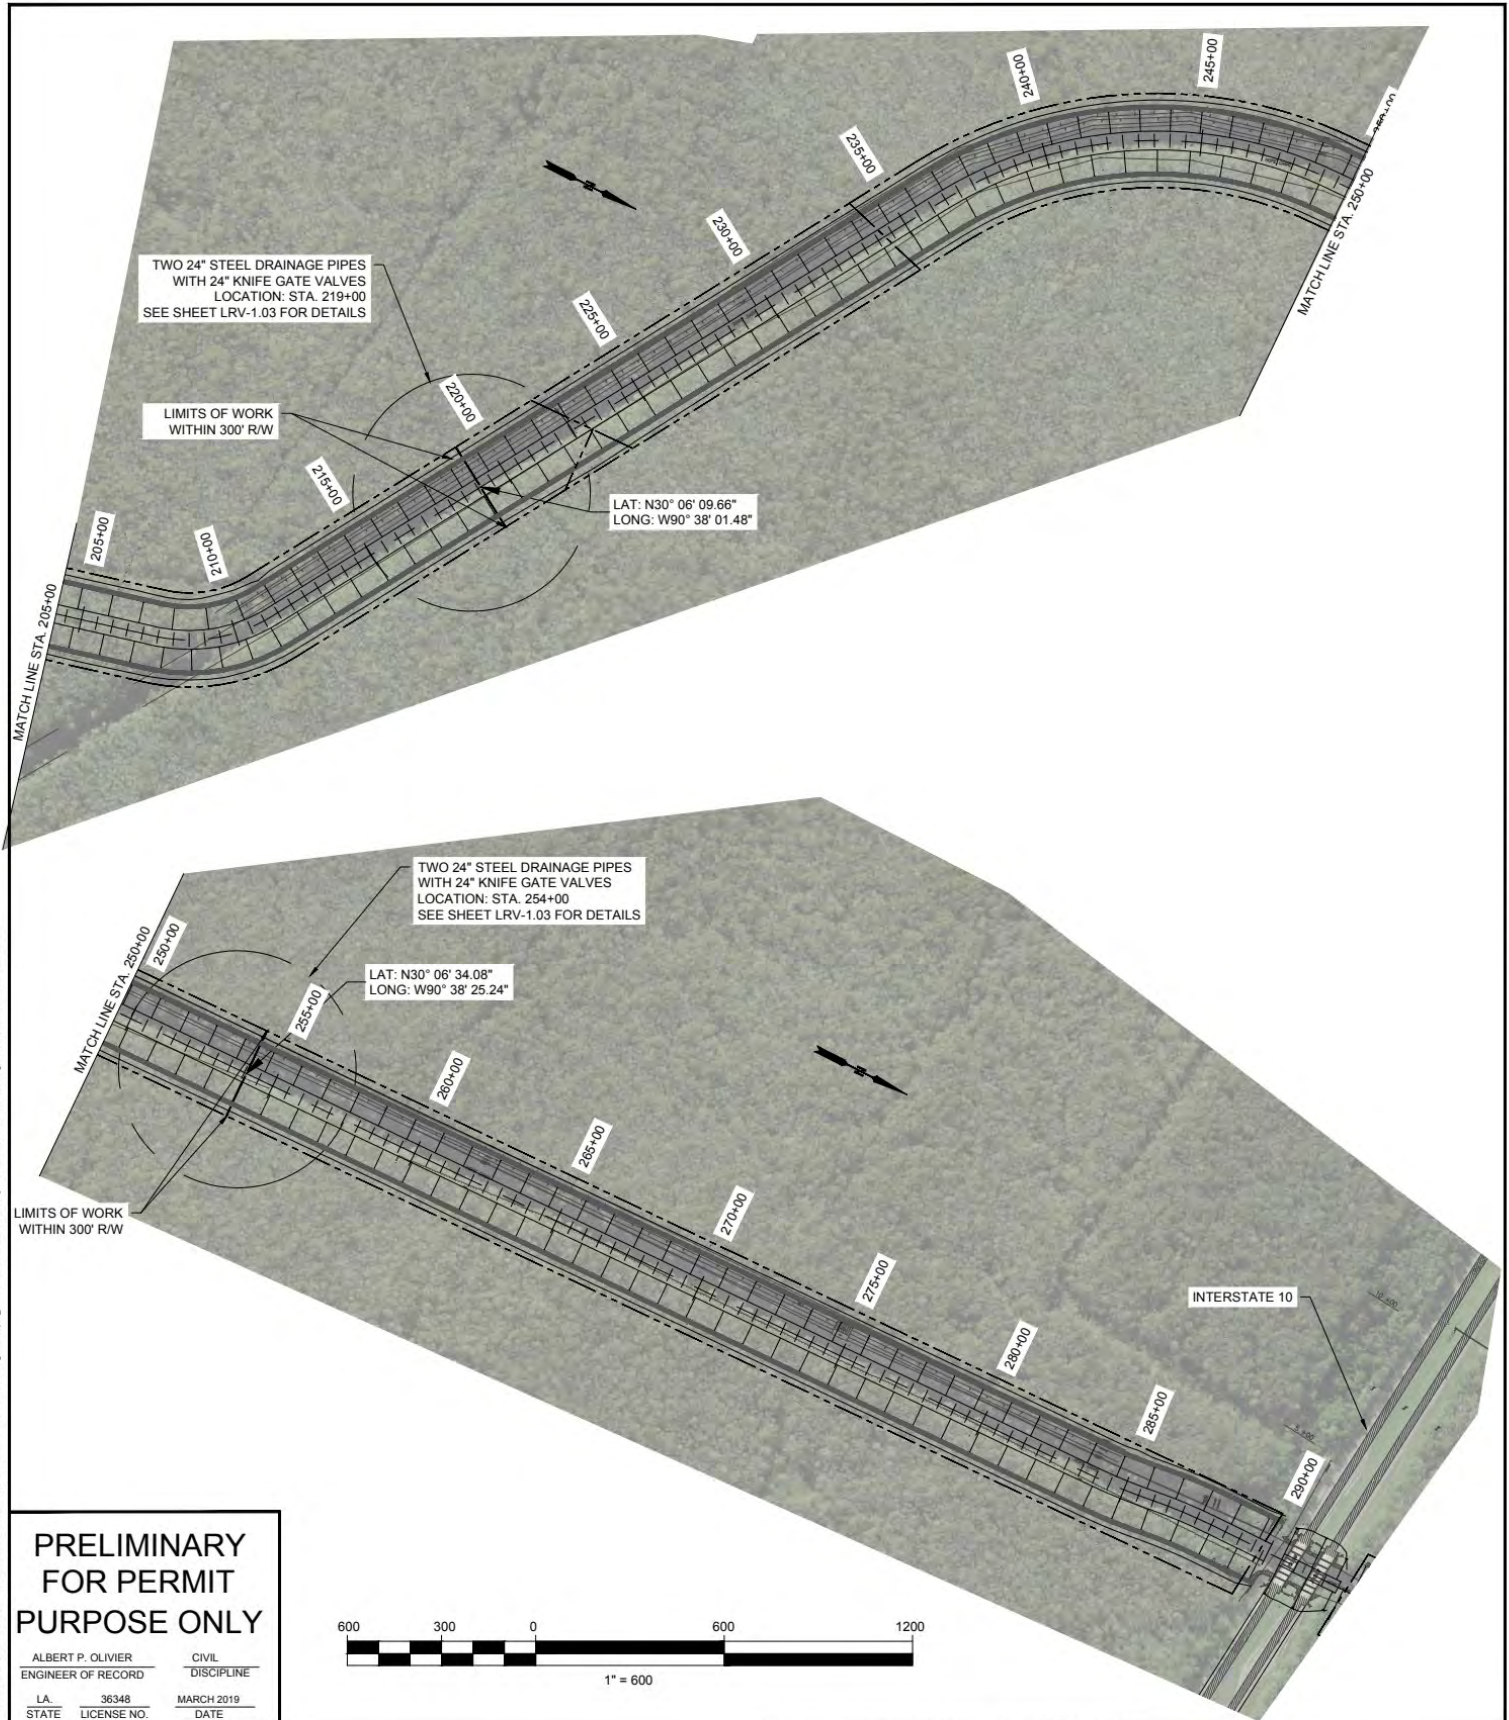 240+00
245+00
235+00
230+00
MATCH LINE STA. 250+00
TWO 24" STEEL DRAINAGE PIPES
WITH 24" KNIFE GATE VALVES
LOCATION: STA. 219+00
SEE SHEET LRV-1.03 FOR DETAILS
225+00
220+00
LIMITS OF WORK
WITHIN 300' R/W
215+00
LAT: N30° 06' 09.66"
LONG: W90° 38' 01.48"
205+00
210+00
MATCH LINE STA. 205+00
TWO 24" STEEL DRAINAGE PIPES
WITH 24" KNIFE GATE VALVES
LOCATION: STA. 254+00
SEE SHEET LRV-1.03 FOR DETAILS
250+00
MATCH LINE STA. 250+00
LAT: N30° 06' 34.08"
LONG: W90° 38' 25.24"
255+00
260+00
265+00
LIMITS OF WORK
WITHIN 300' R/W
270+00
275+00
INTERSTATE 10
280+00
285+00
290+00
PRELIMINARY
FOR PERMIT
PURPOSE ONLY
ALBERT P. OLIVIER CIVIL
ENGINEER OF RECORD DISCIPLINE
LA. 36348 MARCH 2019
STATE LICENSE NO. DATE
600 300 0 600 1200
1" = 600